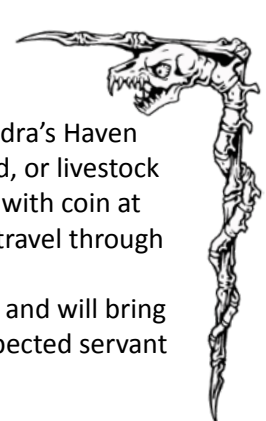 dra’s Haven
d, or livestock
with coin at
travel through
and will bring
pected servant